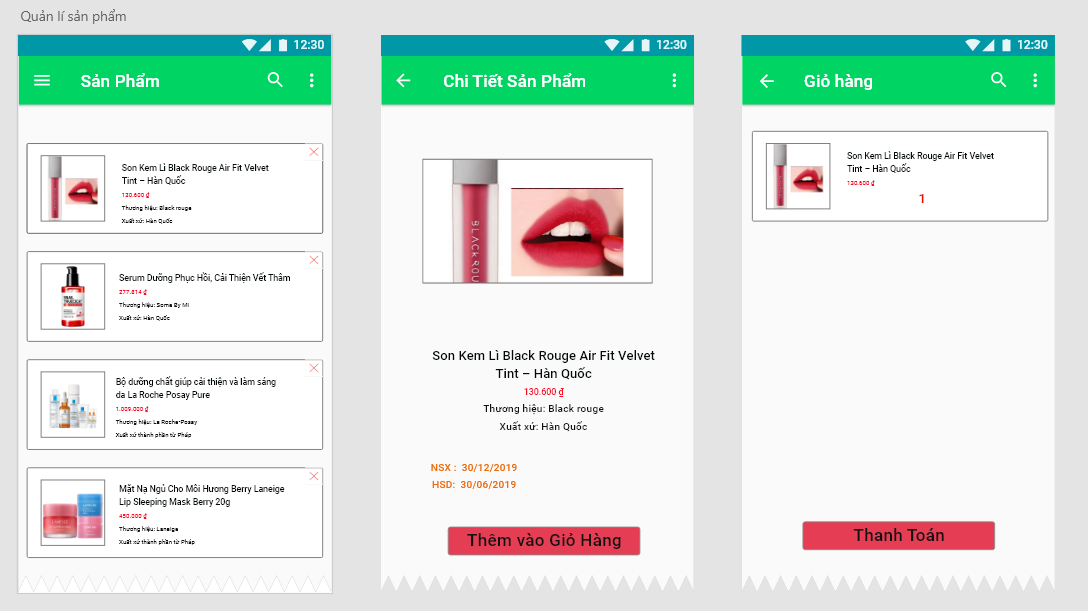 Quản lí sản phẩm
12:30
Sản Phẩm
Son Kem Lì Black Rouge Air Fit Velvet
Tint – Hàn Quốc
130.600 ₫
Thương hiệu: Black rouge
Xuất xứ: Hàn Quốc
Serum Dưỡng Phục Hồi, Cải Thiện Vết Thâm
277.814 ₫
Thương hiệu: Some By Mi
Xuất xứ: Hàn Quốc
Bộ dưỡng chất giúp cải thiện và làm sáng
da La Roche Posay Pure
1.009.000 ₫
Thương hiệu: La Roche-Posay
Xuất xứ thành phần từ Pháp
Mặt Nạ Ngủ Cho Môi Hương Berry Laneige
Lip Sleeping Mask Berry 20g
450.000 ₫
Thương hiệu: Laneige
Xuất xứ thành phần từ Pháp
12:30
Chi Tiết Sản Phẩm
BLACK ROU
Son Kem Lì Black Rouge Air Fit Velvet
Tint – Hàn Quốc
130.600 ₫
Thương hiệu: Black rouge
Xuất xứ: Hàn Quốc
NSX : 30/12/2019
HSD: 30/06/2019
Thêm vào Giỏ Hàng
12:30
Giỏ hàng
Son Kem Lì Black Rouge Air Fit Velvet
Tint – Hàn Quốc
130.600 ₫
1
Thanh Toán